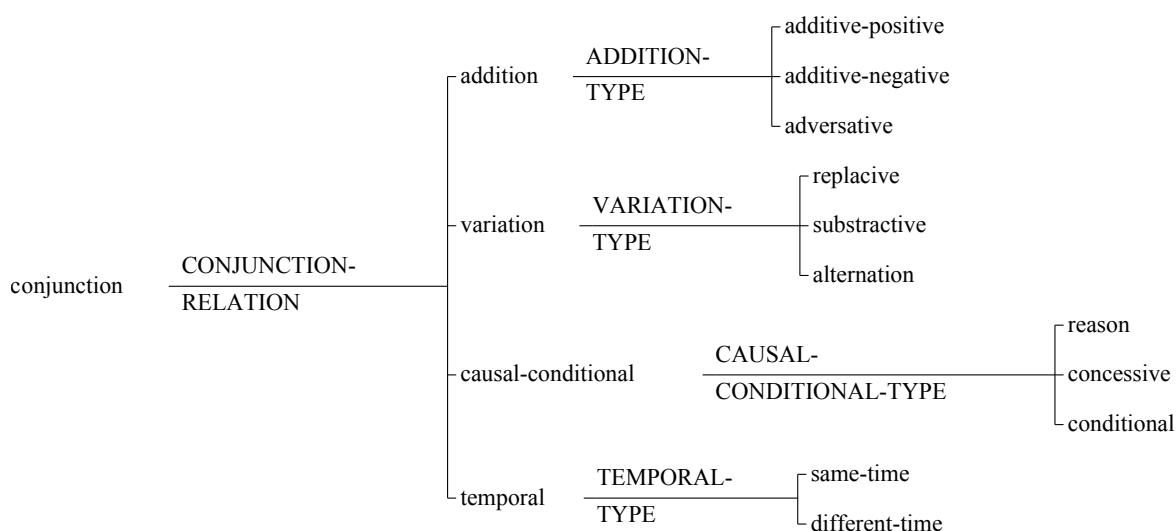 additive-positive
addition ADDITION-TYPE additive-negative
adversative
replacive
variation VARIATION-TYPE substractive
alternation
conjunction CONJUNCTION-RELATION
reason
causal-conditional CAUSAL-CONDITIONAL-TYPE concessive
conditional
same-time
temporal TEMPORAL-TYPE
different-time